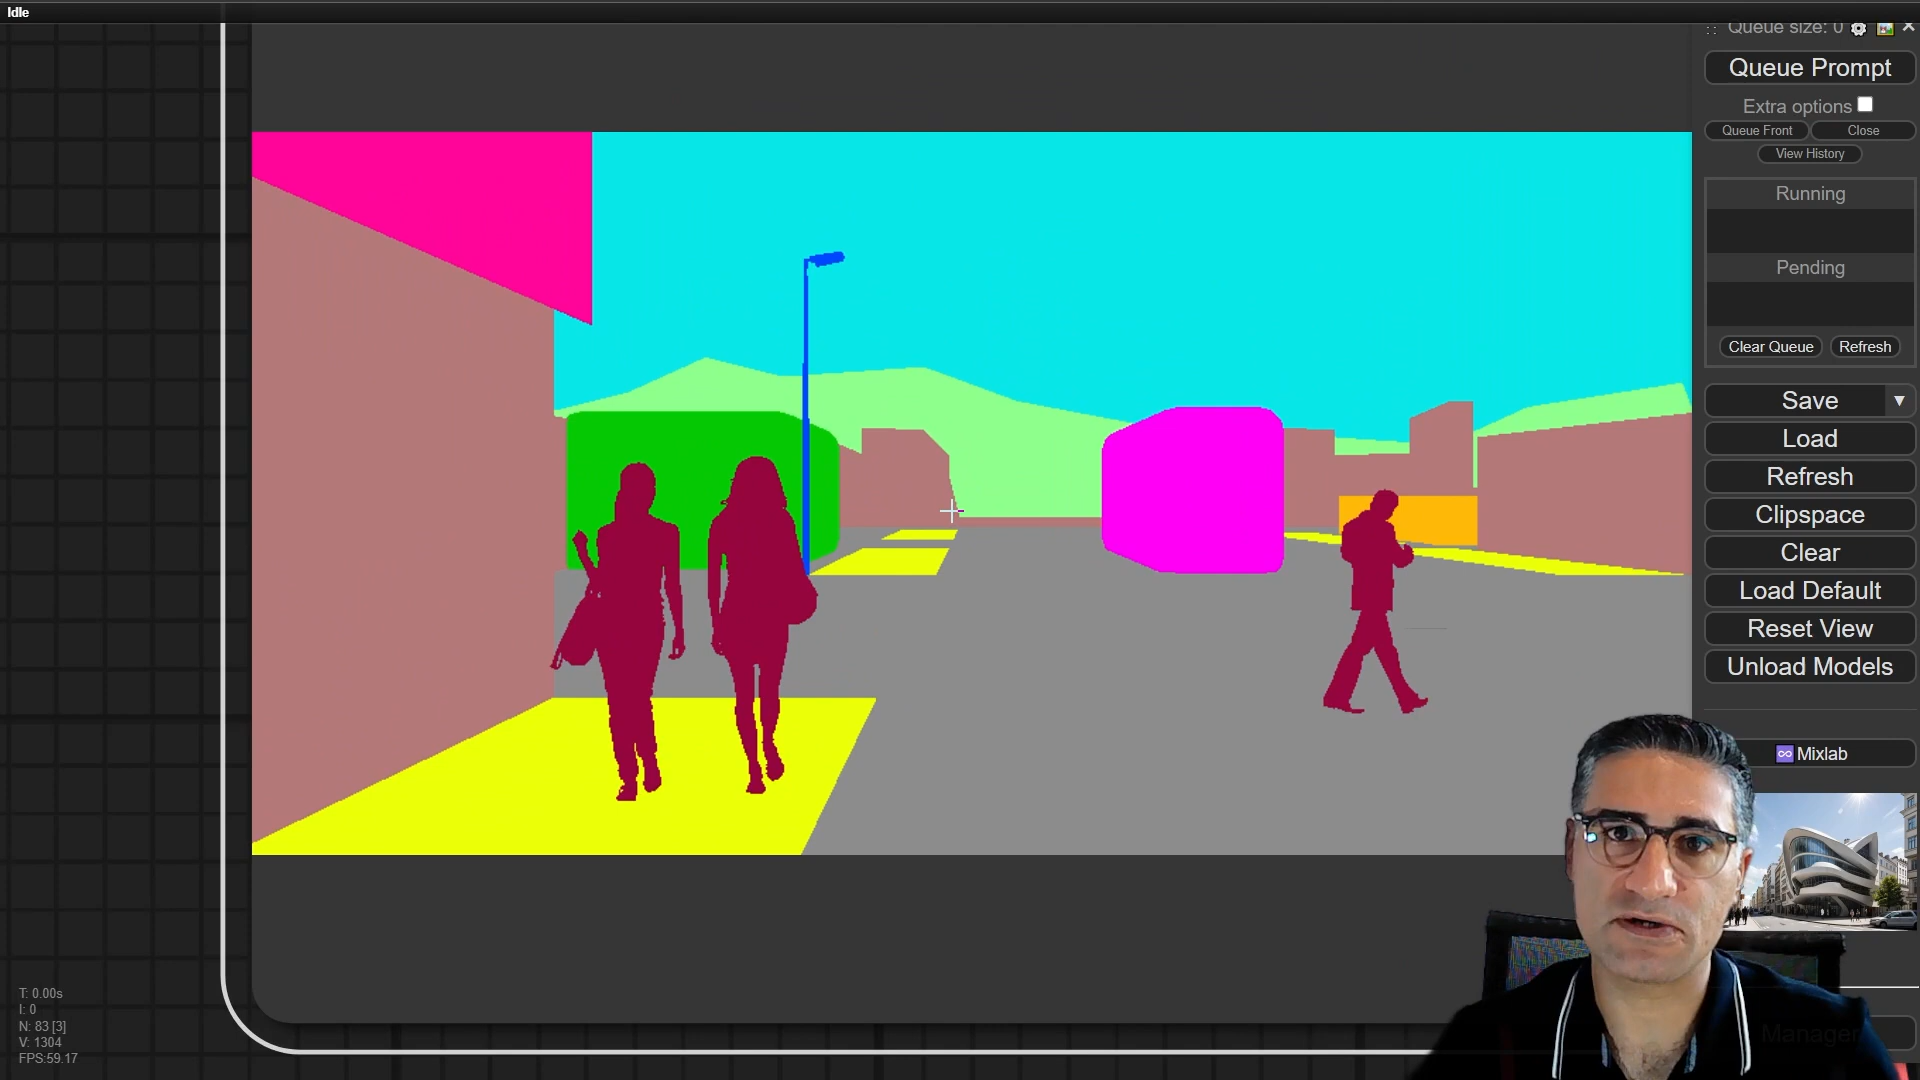 Idle
Queue size: 0
Queue Prompt
Extra options
Queue Front
Close
View History
Running
Pending
Clear Queue
Refresh
Save
Load
Refresh
Clipspace
Clear
Load Default
Reset View
Unload Models
Mixlab
Manager
T: 0.00s
I: 0
N: 83 [3]
V: 1304
FPS:59.17